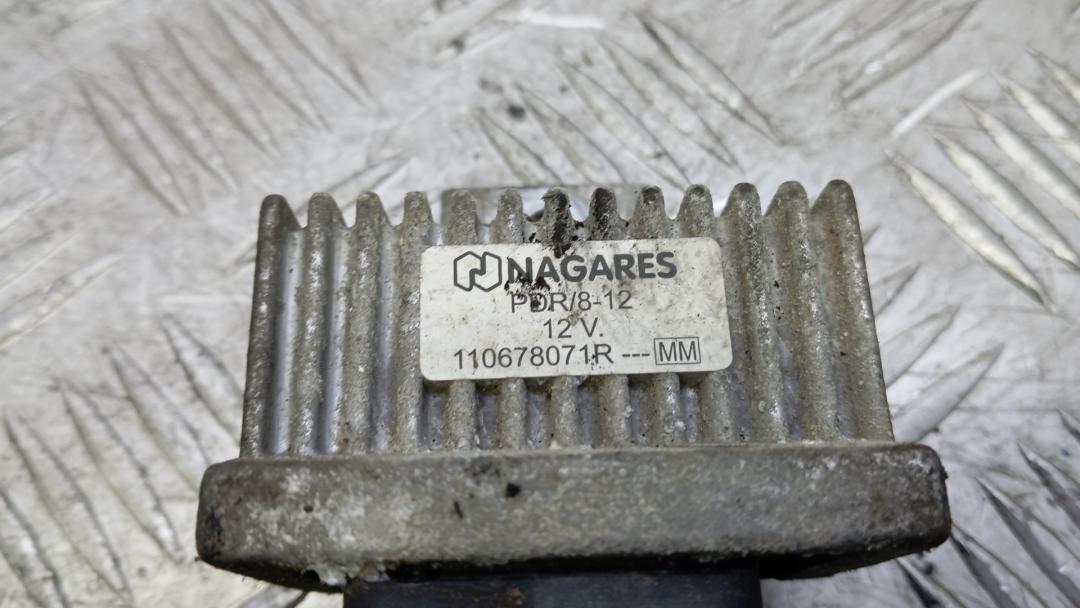 NAGARES
PDR/8-12
12 V.
110678071R --- MM